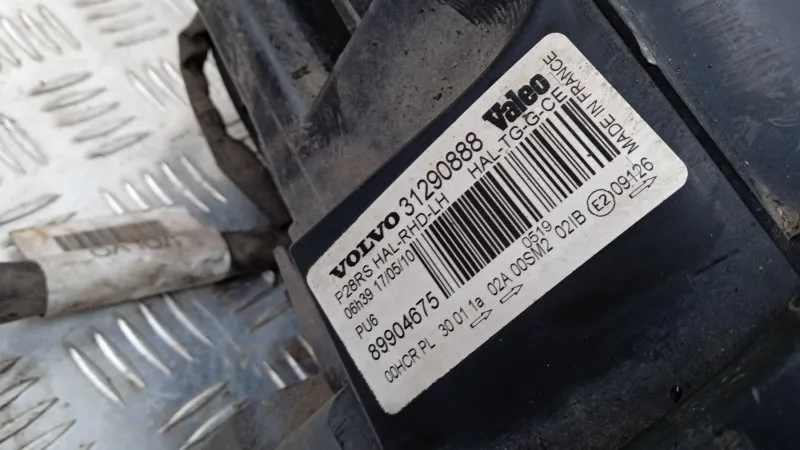 VOLVO 31290888 Valeo
P28RS HAL-RHD-LH HAL-TG-G-CE
06h39 17/05/10
PU6
89904675 0519
00HCR PL 30 01 1a 02A 00SM2 02IB E2 09126
MADE IN FRANCE
VOLVO